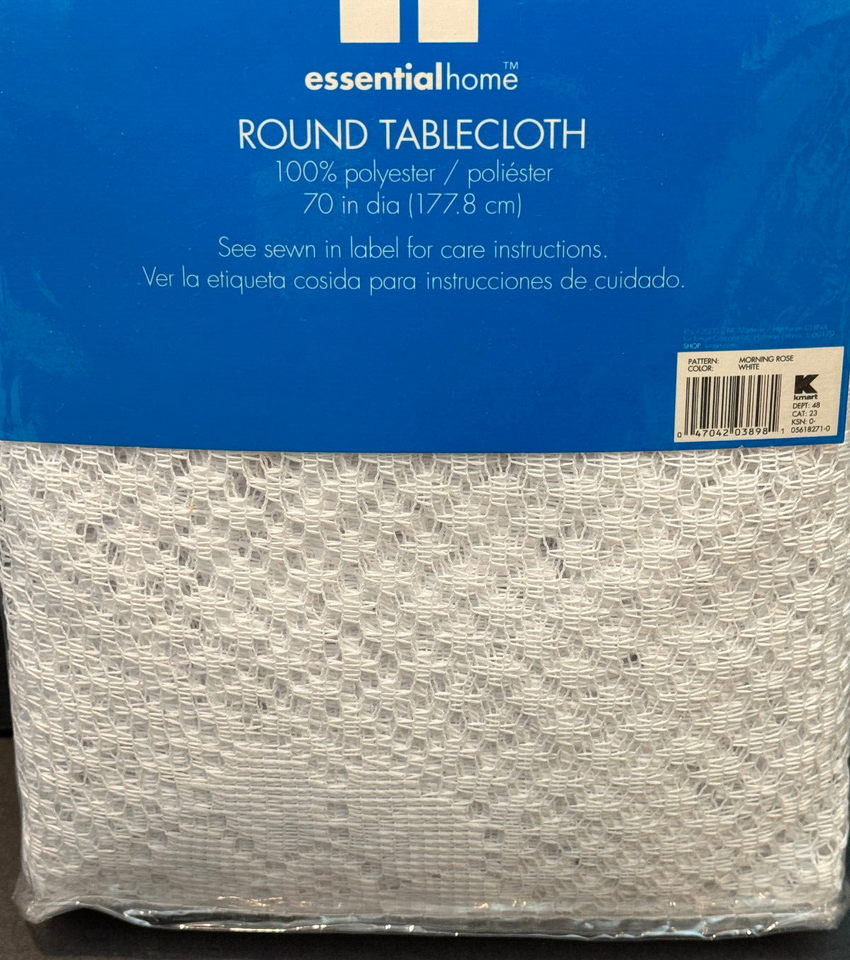 essentialhome™
ROUND TABLECLOTH
100% polyester / poliéster
70 in dia (177.8 cm)
See sewn in label for care instructions.
Ver la etiqueta cosida para instrucciones de cuidado.
SHOP
PATTERN: MORNING ROSE
COLOR: WHITE
kmart
DEPT: 48
CAT: 23
KSN: 0-
05618271-0
0 47042 03898 1